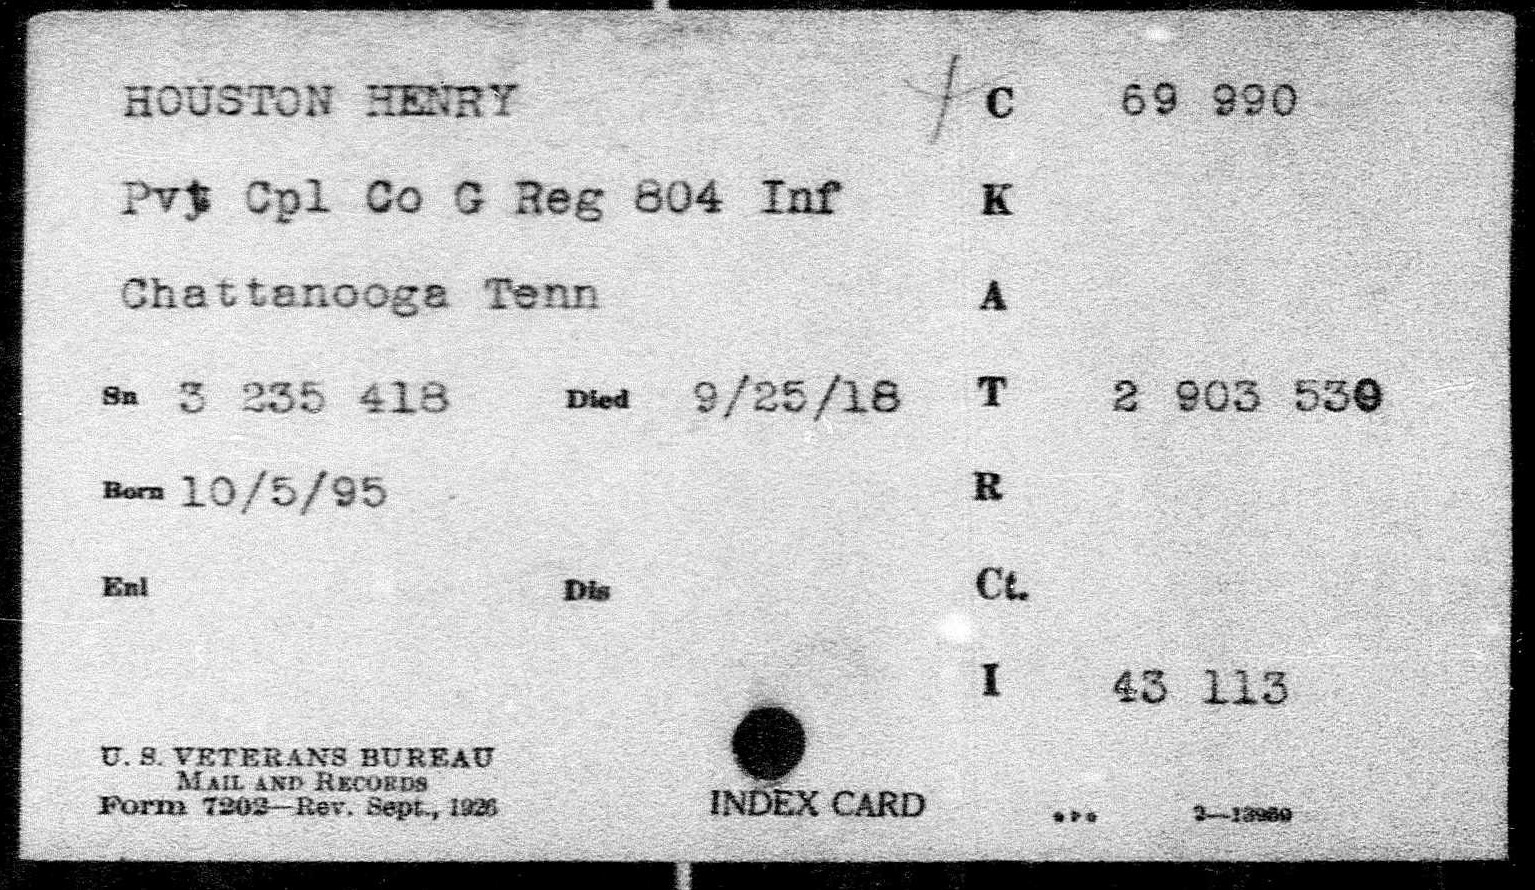 HOUSTON HENRY C 69 990
Pvt Cpl Co G Reg 804 Inf K
Chattanooga Tenn A
Sn 3 235 418 Died 9/25/18 T 2 903 530
Born 10/5/95 R
Enl Dis Ct.
I 43 113
U. S. VETERANS BUREAU
MAIL AND RECORDS
Form 7202—Rev. Sept., 1926
INDEX CARD